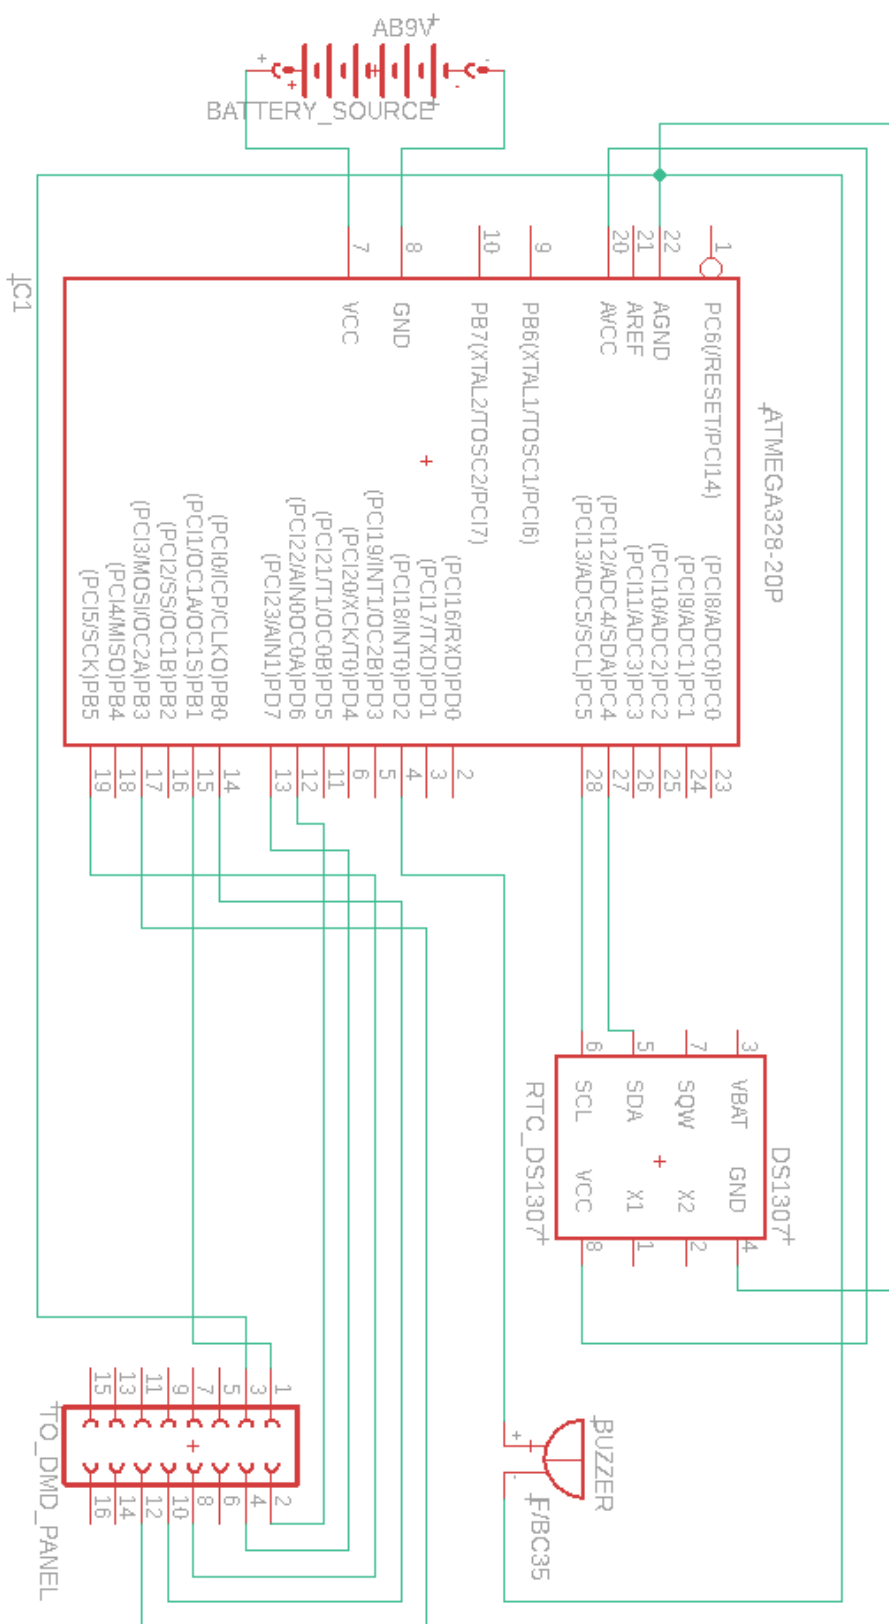 AB9V
+
-
+
-
BATTERY_SOURCE
7
8
10
9
20
21
22
1
IC1
VCC
GND
PB7(XTAL2/TOSC2/PCI7)
PB6(XTAL1/TOSC1/PCI6)
AVCC
AREF
AGND
PC6(/RESET/PCI14)
ATMEGA328-20P
(PCI5/SCK)PB5
(PCI4/MISO)PB4
(PCI3/MOSI/OC2A)PB3
(PCI2/SS/OC1B)PB2
(PCI1/OC1A/OC1S)PB1
(PCI0/ICP/CLKO)PB0
(PCI23/AIN1)PD7
(PCI22/AIN0OC0A)PD6
(PCI21/T1/OC0B)PD5
(PCI20/XCK/T0)PD4
(PCI19/INT1/OC2B)PD3
(PCI18/INT0)PD2
(PCI17/TXD)PD1
(PCI16/RXD)PD0
(PCI13/ADC5/SCL)PC5
(PCI12/ADC4/SDA)PC4
(PCI11/ADC3)PC3
(PCI10/ADC2)PC2
(PCI9/ADC1)PC1
(PCI8/ADC0)PC0
19
18
17
16
15
14
13
12
11
6
5
4
3
2
28
27
26
25
24
23
6
5
7
3
RTC_DS1307
SCL
SDA
SQW
VBAT
VCC
X1
X2
GND
DS1307
8
1
2
4
15
13
11
9
7
5
3
1
TO_DMD_PANEL
16
14
12
10
8
6
4
2
+
-
BUZZER
F/BC35